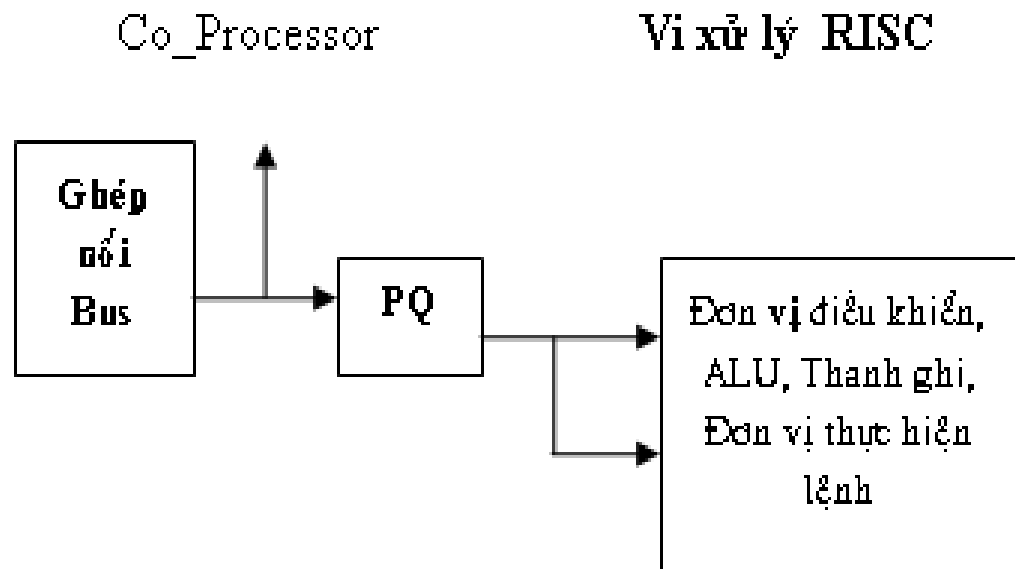 Co_Processor
Vi xử lý RISC
Ghép
nối
Bus
PQ
Đơn vị điều khiển,
ALU, Thanh ghi,
Đơn vị thực hiện
lệnh